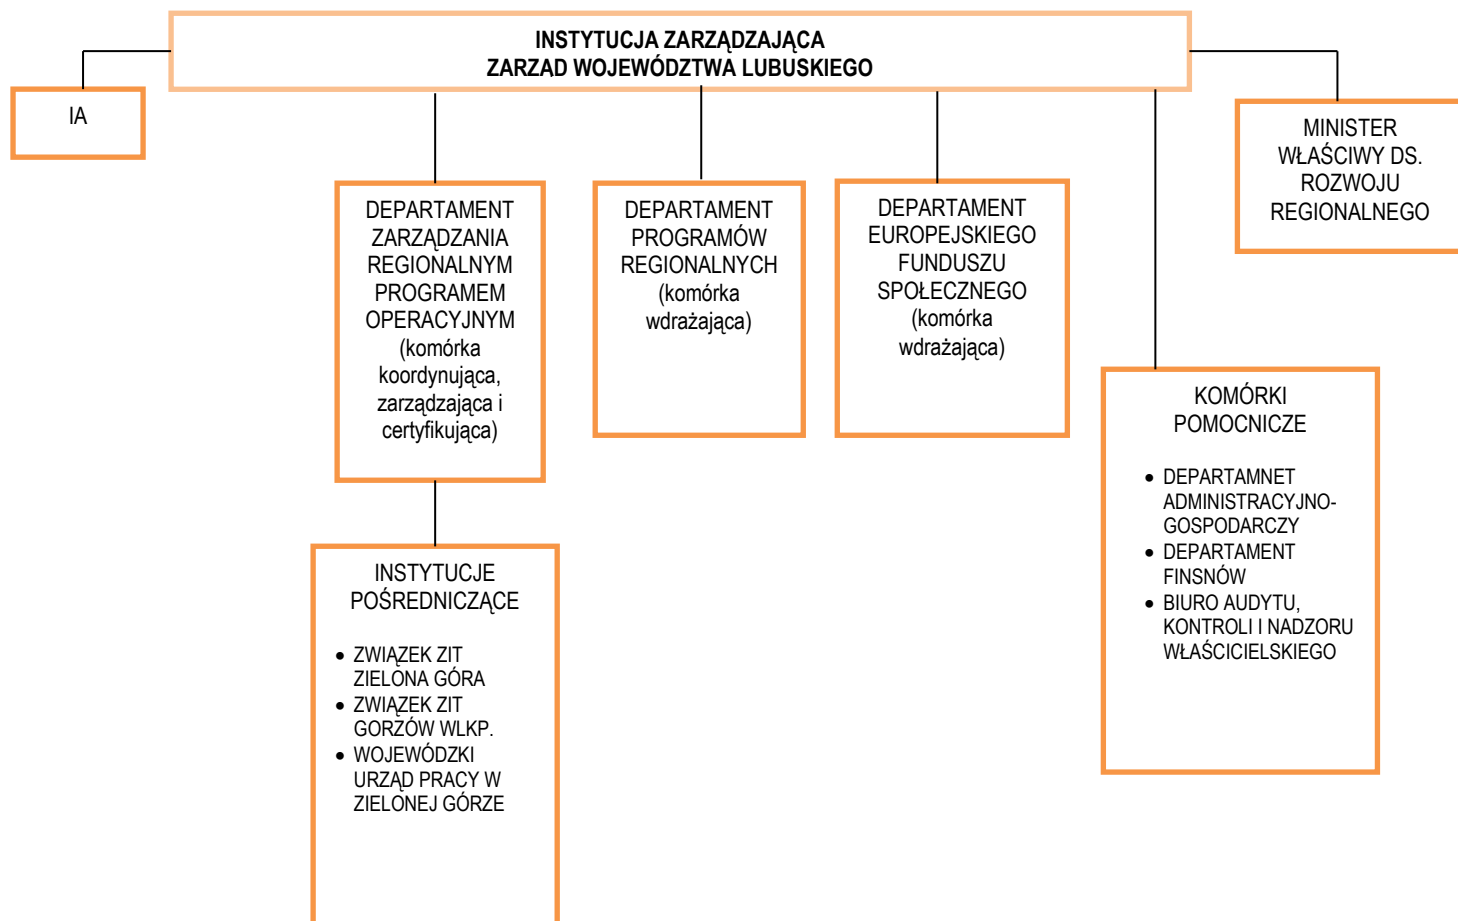 INSTYTUCJA ZARZĄDZAJĄCA
ZARZAD WOJEWÓDZTWA LUBUSKIEGO
IA
MINISTER
WŁAŚCIWY DS.
ROZWOJU
REGIONALNEGO
DEPARTAMENT
ZARZĄDZANIA
REGIONALNYM
PROGRAMEM
OPERACYJNYM
(komórka
koordynująca,
zarządzająca i
certyfikująca)
DEPARTAMENT
PROGRAMÓW
REGIONALNYCH
(komórka
wdrażająca)
DEPARTAMENT
EUROPEJSKIEGO
FUNDUSZU
SPOŁECZNEGO
(komórka
wdrażająca)
KOMÓRKI
POMOCNICZE
• DEPARTAMNET
ADMINISTRACYJNO-
GOSPODARCZY
• DEPARTAMENT
FINSNÓW
• BIURO AUDYTU,
KONTROLI I NADZORU
WŁAŚCICIELSKIEGO
INSTYTUCJE
POŚREDNICZĄCE
• ZWIĄZEK ZIT
ZIELONA GÓRA
• ZWIĄZEK ZIT
GORZÓW WLKP.
• WOJEWÓDZKI
URZĄD PRACY W
ZIELONEJ GÓRZE